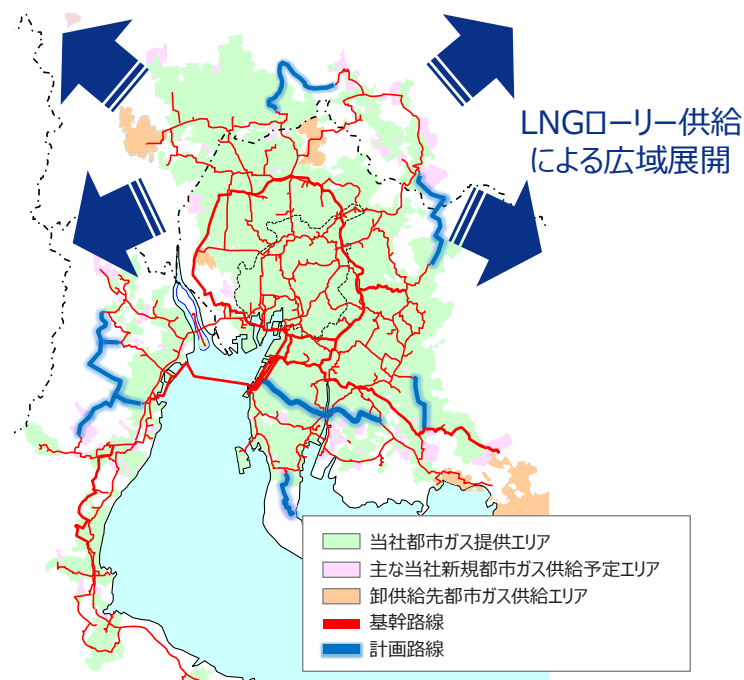 LNGローリー供給
による広域展開
当社都市ガス提供エリア
主な当社新規都市ガス供給予定エリア
卸供給先都市ガス供給エリア
基幹路線
計画路線